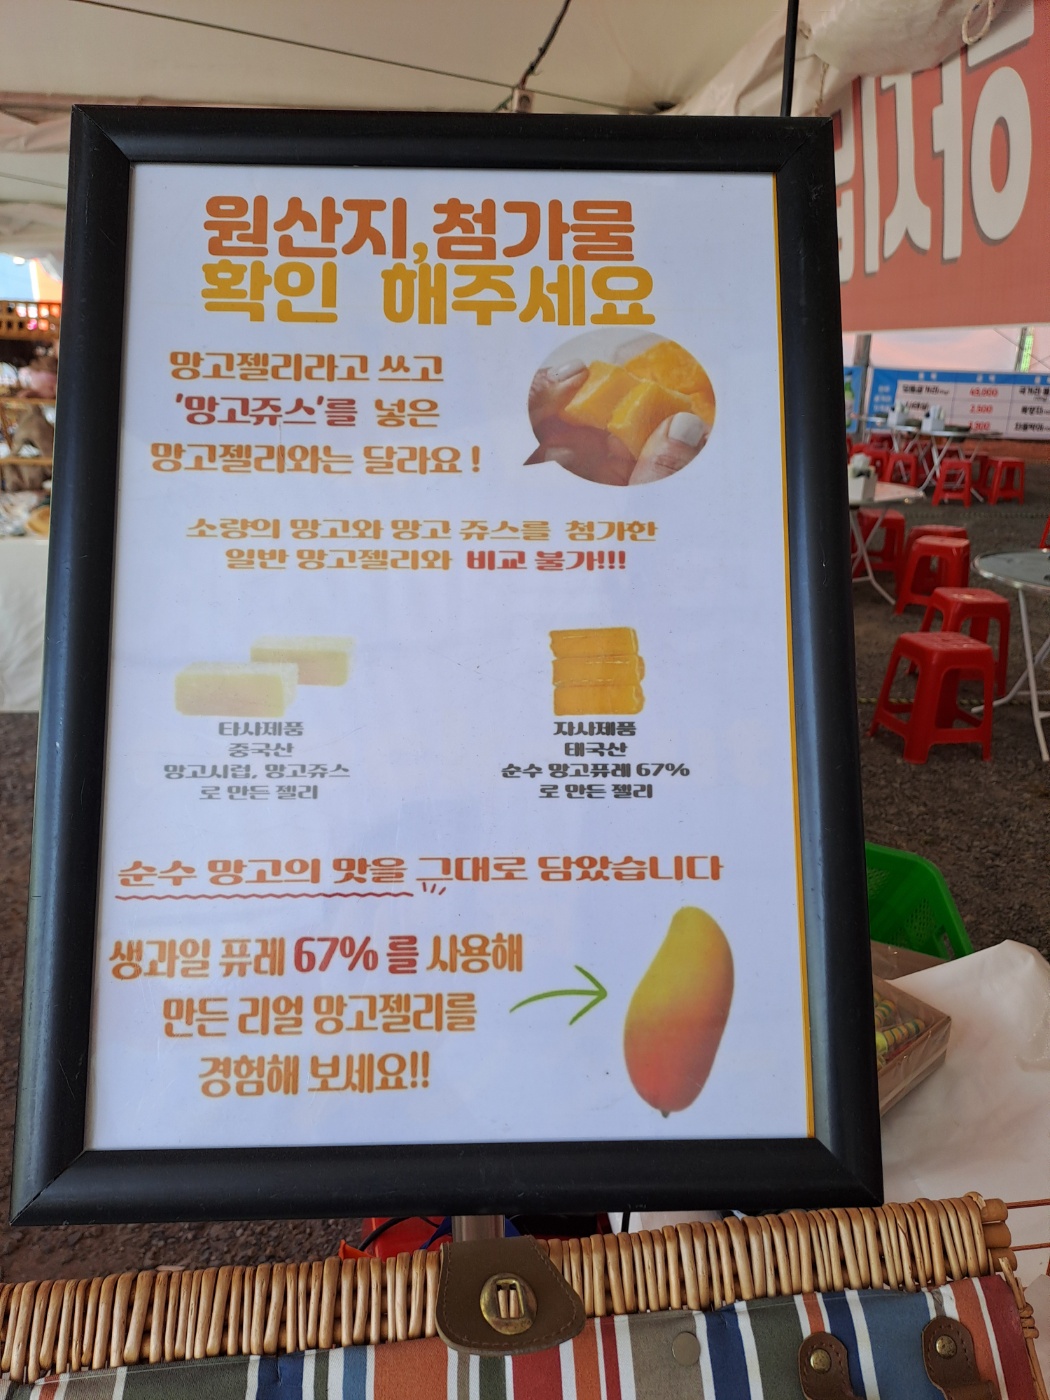 원산지,첨가물
확인 해주세요
망고젤리라고 쓰고
'망고쥬스'를 넣은
망고젤리와는 달라요 !
소량의 망고와 망고 쥬스를 첨가한
일반 망고젤리와 비교 불가!!!
타사제품
중국산
망고시럽, 망고쥬스
로 만든 젤리
자사제품
태국산
순수 망고퓨레 67%
로 만든 젤리
순수 망고의 맛을 그대로 담았습니다
생과일 퓨레 67% 를 사용해
만든 리얼 망고젤리를
경험해 보세요!!